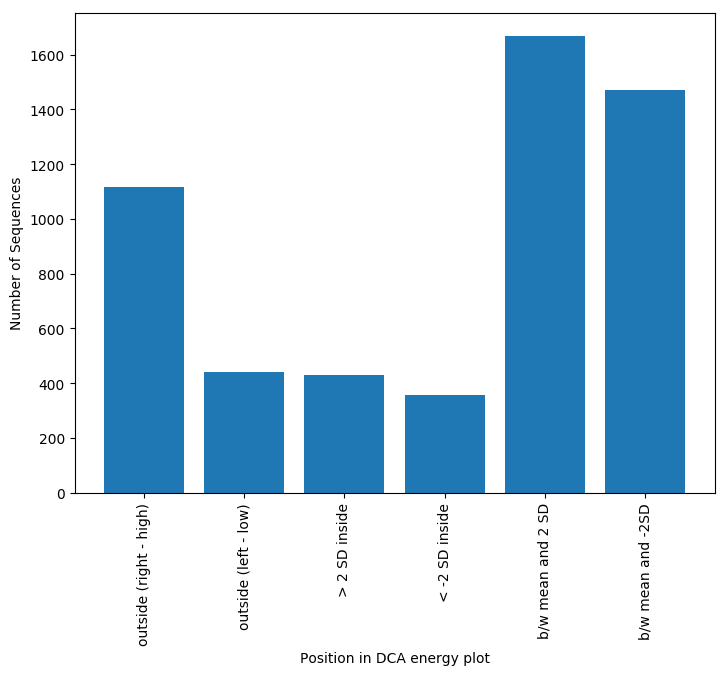 1600
1400
1200
1000
800
600
400
200
0
Number of Sequences
outside (right - high)
outside (left - low)
> 2 SD inside
< -2 SD inside
b/w mean and 2 SD
b/w mean and -2SD
Position in DCA energy plot